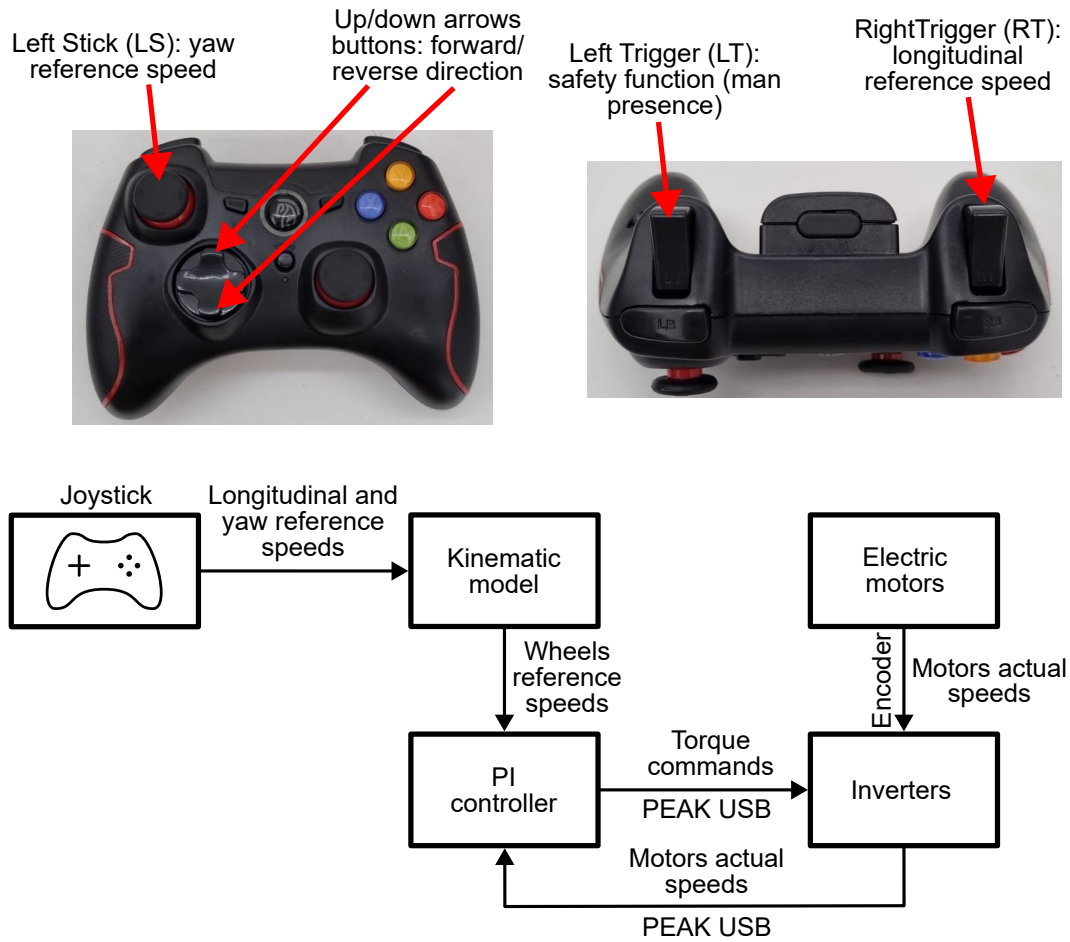 Left Stick (LS): yaw
reference speed
Up/down arrows
buttons: forward/
reverse direction
Left Trigger (LT):
safety function (man
presence)
RightTrigger (RT):
longitudinal
reference speed
Y
X
B
A
LB
RB
Joystick
Longitudinal and
yaw reference
speeds
Kinematic
model
Electric
motors
Wheels
reference
speeds
Encoder
Motors actual
speeds
PI
controller
Torque
commands
PEAK USB
Inverters
Motors actual
speeds
PEAK USB